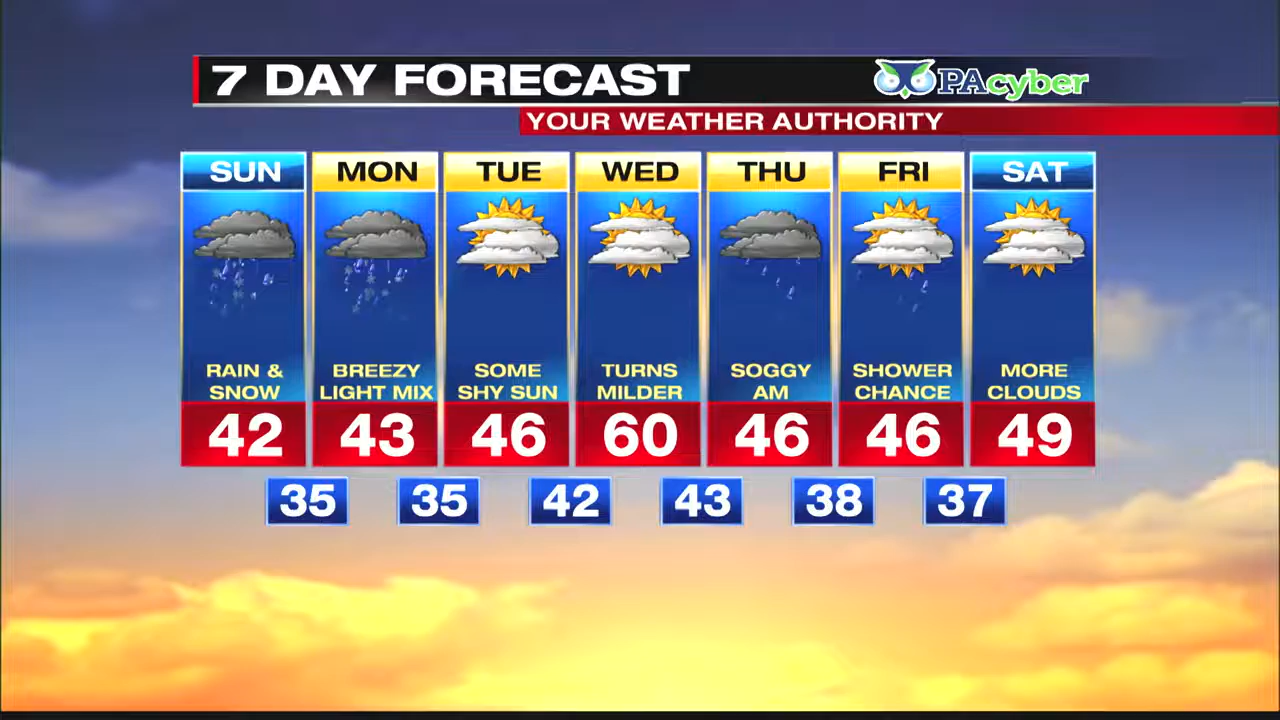 7 DAY FORECAST
PAcyber
YOUR WEATHER AUTHORITY
SUN MON TUE WED THU FRI SAT
RAIN & BREEZY SOME TURNS SOGGY SHOWER MORE
SNOW LIGHT MIX SHY SUN MILDER AM CHANCE CLOUDS
42 43 46 60 46 46 49
35 35 42 43 38 37